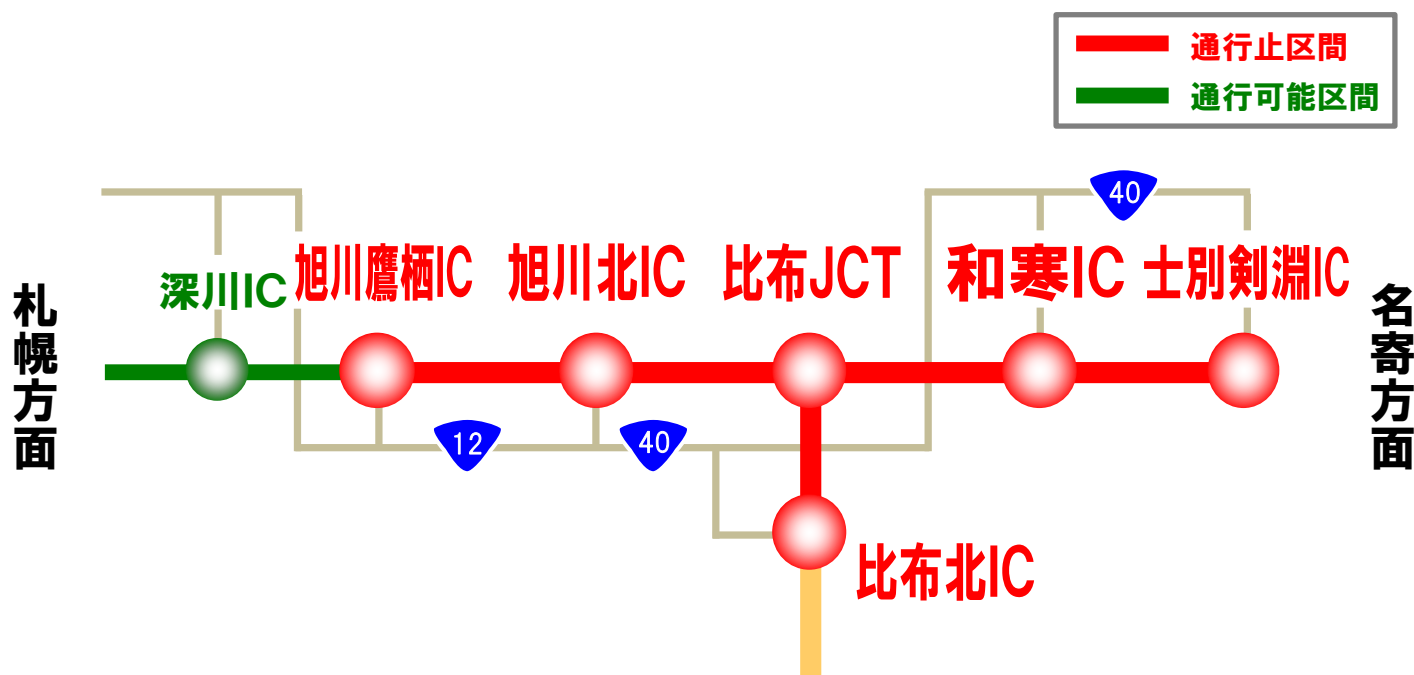 通行止区間
通行可能区間
40
旭川鷹栖IC
旭川北IC
比布JCT
和寒IC
士別剣淵IC
深川IC
札幌方面
名寄方面
12
40
比布北IC